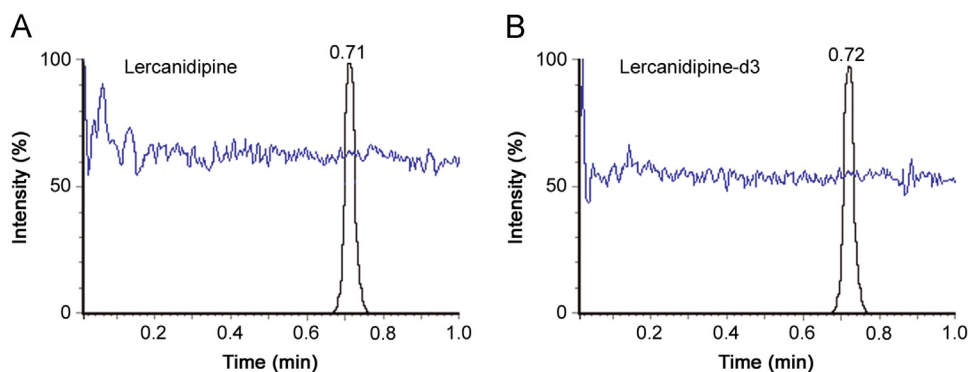 A
Lercanidipine
0.71
100
50
0
Intensity (%)
0.2
0.4
0.6
0.8
1.0
Time (min)
B
Lercanidipine-d3
0.72
100
50
0
Intensity (%)
0.2
0.4
0.6
0.8
1.0
Time (min)